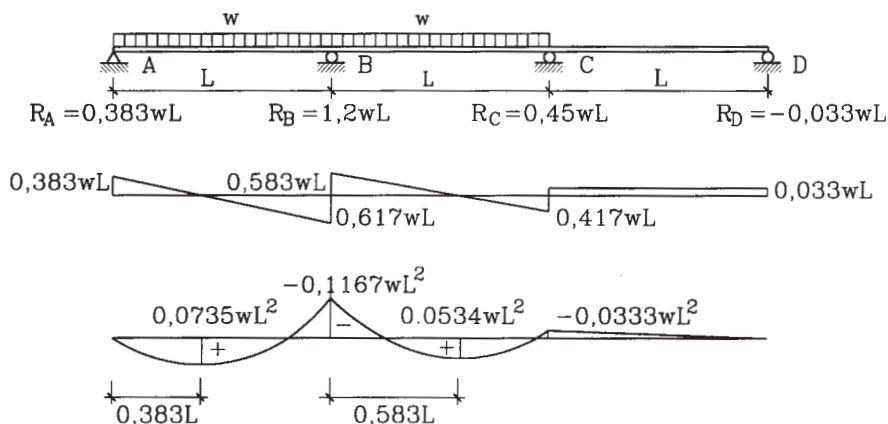 w w
A B C D
L L L
R_A=0,383wL R_B=1,2wL R_C=0,45wL R_D=-0,033wL
0,383wL 0,583wL 0,617wL 0,417wL 0,033wL
-0,1167wL²
0,0735wL² 0.0534wL² -0,0333wL²
- + +
0,383L 0,583L